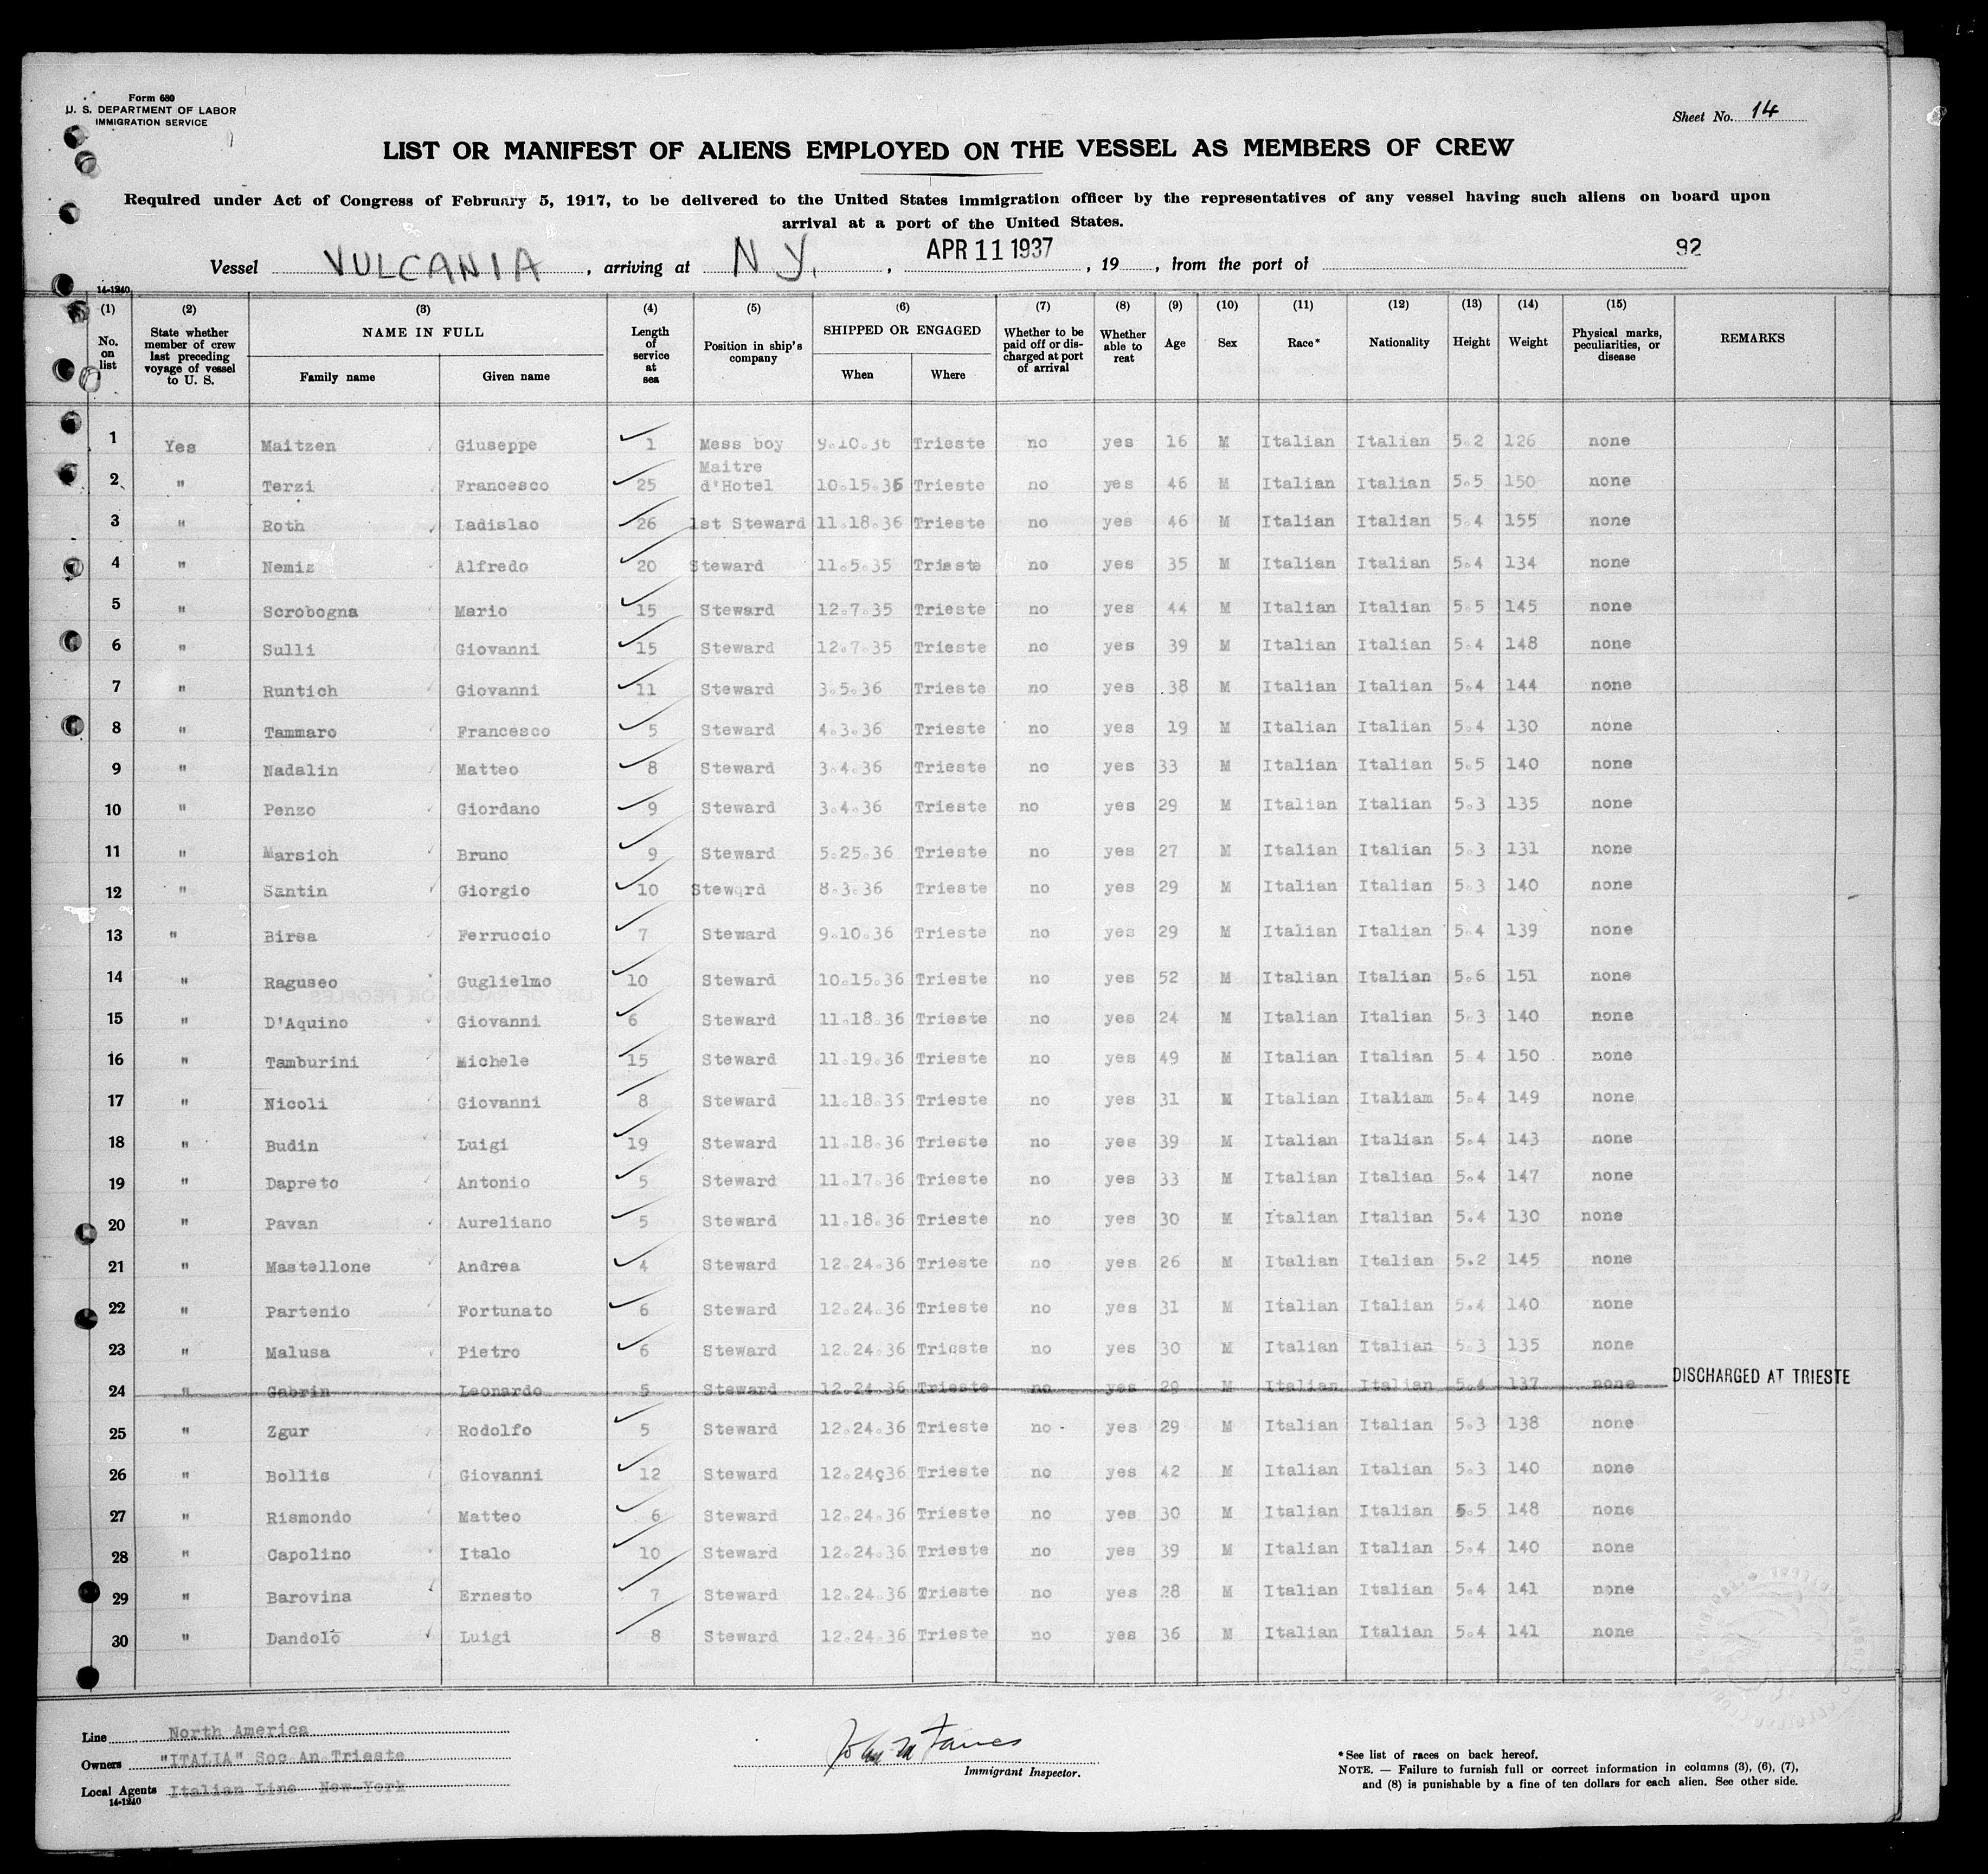 Form 680
U. S. DEPARTMENT OF LABOR
IMMIGRATION SERVICE
Sheet No. 14
LIST OR MANIFEST OF ALIENS EMPLOYED ON THE VESSEL AS MEMBERS OF CREW
Required under Act of Congress of February 5, 1917, to be delivered to the United States immigration officer by the representatives of any vessel having such aliens on board upon
arrival at a port of the United States.
92
Vessel VULCANIA, arriving at N Y., APR 11 1937, 19, from the port of
14-1240
(1) (2) (3) (4) (5) (6) (7) (8) (9) (10) (11) (12) (13) (14) (15)
No. on list
State whether member of crew last preceding voyage of vessel to U. S.
NAME IN FULL
Family name
Given name
Length of service at sea
Position in ship's company
SHIPPED OR ENGAGED
When
Where
Whether to be paid off or discharged at port of arrival
Whether able to reat
Age
Sex
Race*
Nationality
Height
Weight
Physical marks, peculiarities, or disease
REMARKS
1 Yes Maitzen Giuseppe 1 Mess boy 9.10.36 Trieste no yes 16 M Italian Italian 5.2 126 none
2 " Terzi Francesco 25 Maitre d'Hotel 10.15.36 Trieste no yes 46 M Italian Italian 5.5 150 none
3 " Roth Ladislao 26 1st Steward 11.18.36 Trieste no yes 46 M Italian Italian 5.4 155 none
4 " Nemiz Alfredo 20 Steward 11.5.35 Trieste no yes 35 M Italian Italian 5.4 134 none
5 " Scrobogna Mario 15 Steward 12.7.35 Trieste no yes 44 M Italian Italian 5.5 145 none
6 " Sulli Giovanni 15 Steward 12.7.35 Trieste no yes 39 M Italian Italian 5.4 148 none
7 " Runtich Giovanni 11 Steward 3.5.36 Trieste no yes 38 M Italian Italian 5.4 144 none
8 " Tammaro Francesco 5 Steward 4.3.36 Trieste no yes 19 M Italian Italian 5.4 130 none
9 " Nadalin Matteo 8 Steward 3.4.36 Trieste no yes 33 M Italian Italian 5.5 140 none
10 " Penzo Giordano 9 Steward 3.4.36 Trieste no yes 29 M Italian Italian 5.3 135 none
11 " Marsich Bruno 9 Steward 5.25.36 Trieste no yes 27 M Italian Italian 5.3 131 none
12 " Santin Giorgio 10 Steward 8.3.36 Trieste no yes 29 M Italian Italian 5.3 140 none
13 " Birsa Ferruccio 7 Steward 9.10.36 Trieste no yes 29 M Italian Italian 5.4 139 none
14 " Raguseo Guglielmo 10 Steward 10.15.36 Trieste no yes 52 M Italian Italian 5.6 151 none
15 " D'Aquino Giovanni 6 Steward 11.18.36 Trieste no yes 24 M Italian Italian 5.3 140 none
16 " Tamburini Michele 15 Steward 11.19.36 Trieste no yes 49 M Italian Italian 5.4 150 none
17 " Nicoli Giovanni 8 Steward 11.18.36 Trieste no yes 31 M Italian Italiam 5.4 149 none
18 " Budin Luigi 19 Steward 11.18.36 Trieste no yes 39 M Italian Italian 5.4 143 none
19 " Dapreto Antonio 5 Steward 11.17.36 Trieste no yes 33 M Italian Italian 5.4 147 none
20 " Pavan Aureliano 5 Steward 11.18.36 Trieste no yes 30 M Italian Italian 5.4 130 none
21 " Mastellone Andrea 4 Steward 12.24.36 Trieste no yes 26 M Italian Italian 5.2 145 none
22 " Partenio Fortunato 6 Steward 12.24.36 Trieste no yes 31 M Italian Italian 5.4 140 none
23 " Malusa Pietro 6 Steward 12.24.36 Trieste no yes 30 M Italian Italian 5.3 135 none
24 " Gabrin Leonardo 5 Steward 12.24.36 Trieste no yes 29 M Italian Italian 5.4 137 none DISCHARGED AT TRIESTE
25 " Zgur Rodolfo 5 Steward 12.24.36 Trieste no yes 29 M Italian Italian 5.3 138 none
26 " Bollis Giovanni 12 Steward 12.24.36 Trieste no yes 42 M Italian Italian 5.3 140 none
27 " Rismondo Matteo 6 Steward 12.24.36 Trieste no yes 30 M Italian Italian 5.5 148 none
28 " Capolino Italo 10 Steward 12.24.36 Trieste no yes 39 M Italian Italian 5.4 140 none
29 " Barovina Ernesto 7 Steward 12.24.36 Trieste no yes 28 M Italian Italian 5.4 141 none
30 " Dandolo Luigi 8 Steward 12.24.36 Trieste no yes 36 M Italian Italian 5.4 141 none
Line North America
Owners "ITALIA" Soc An Trieste
Local Agents Italian Line New-York
14-1240
Immigrant Inspector.
*See list of races on back hereof.
NOTE. — Failure to furnish full or correct information in columns (3), (6), (7),
and (8) is punishable by a fine of ten dollars for each alien. See other side.